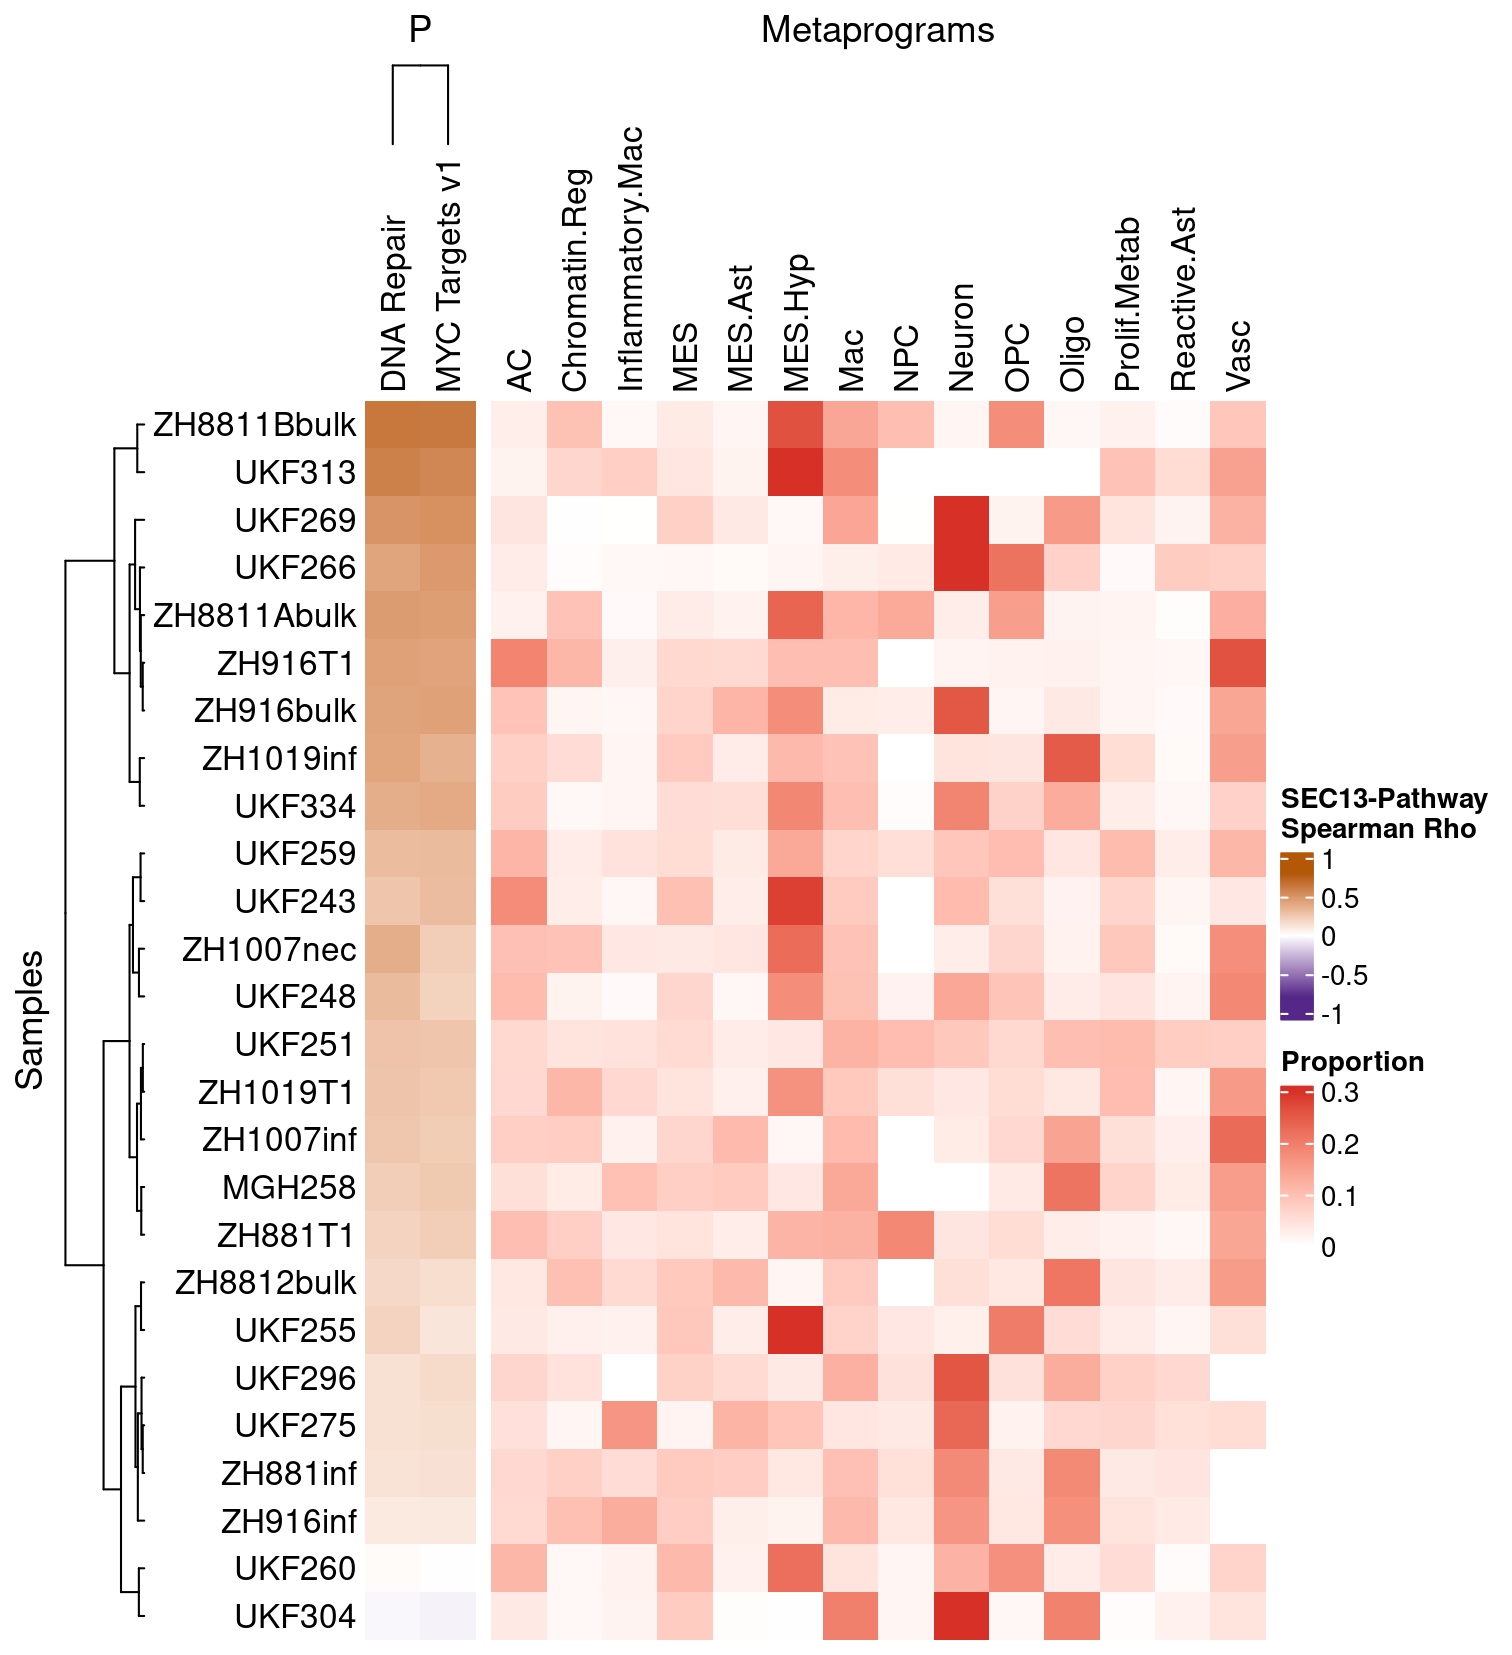 P
Metaprograms
DNA Repair
MYC Targets v1
AC
Chromatin.Reg
Inflammatory.Mac
MES
MES.Ast
MES.Hyp
Mac
NPC
Neuron
OPC
Oligo
Prolif.Metab
Reactive.Ast
Vasc
Samples
ZH8811Bbulk
UKF313
UKF269
UKF266
ZH8811Abulk
ZH916T1
ZH916bulk
ZH1019inf
UKF334
UKF259
UKF243
ZH1007nec
UKF248
UKF251
ZH1019T1
ZH1007inf
MGH258
ZH881T1
ZH8812bulk
UKF255
UKF296
UKF275
ZH881inf
ZH916inf
UKF260
UKF304
SEC13-Pathway
Spearman Rho
1
0.5
0
-0.5
-1
Proportion
0.3
0.2
0.1
0